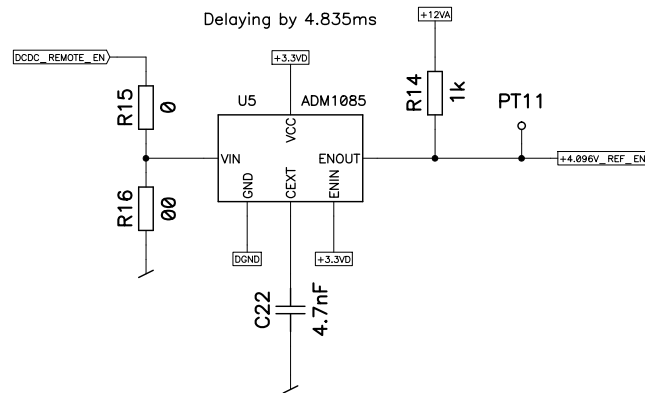 Delaying by 4.835ms
+12VA
DCDC_REMOTE_EN
+3.3VD
R14
1k
R15
0
U5
ADM1085
PT11
VCC
VIN
ENOUT
+4.096V_REF_EN
GND
CEXT
ENIN
R16
00
DGND
+3.3VD
C22
4.7nF